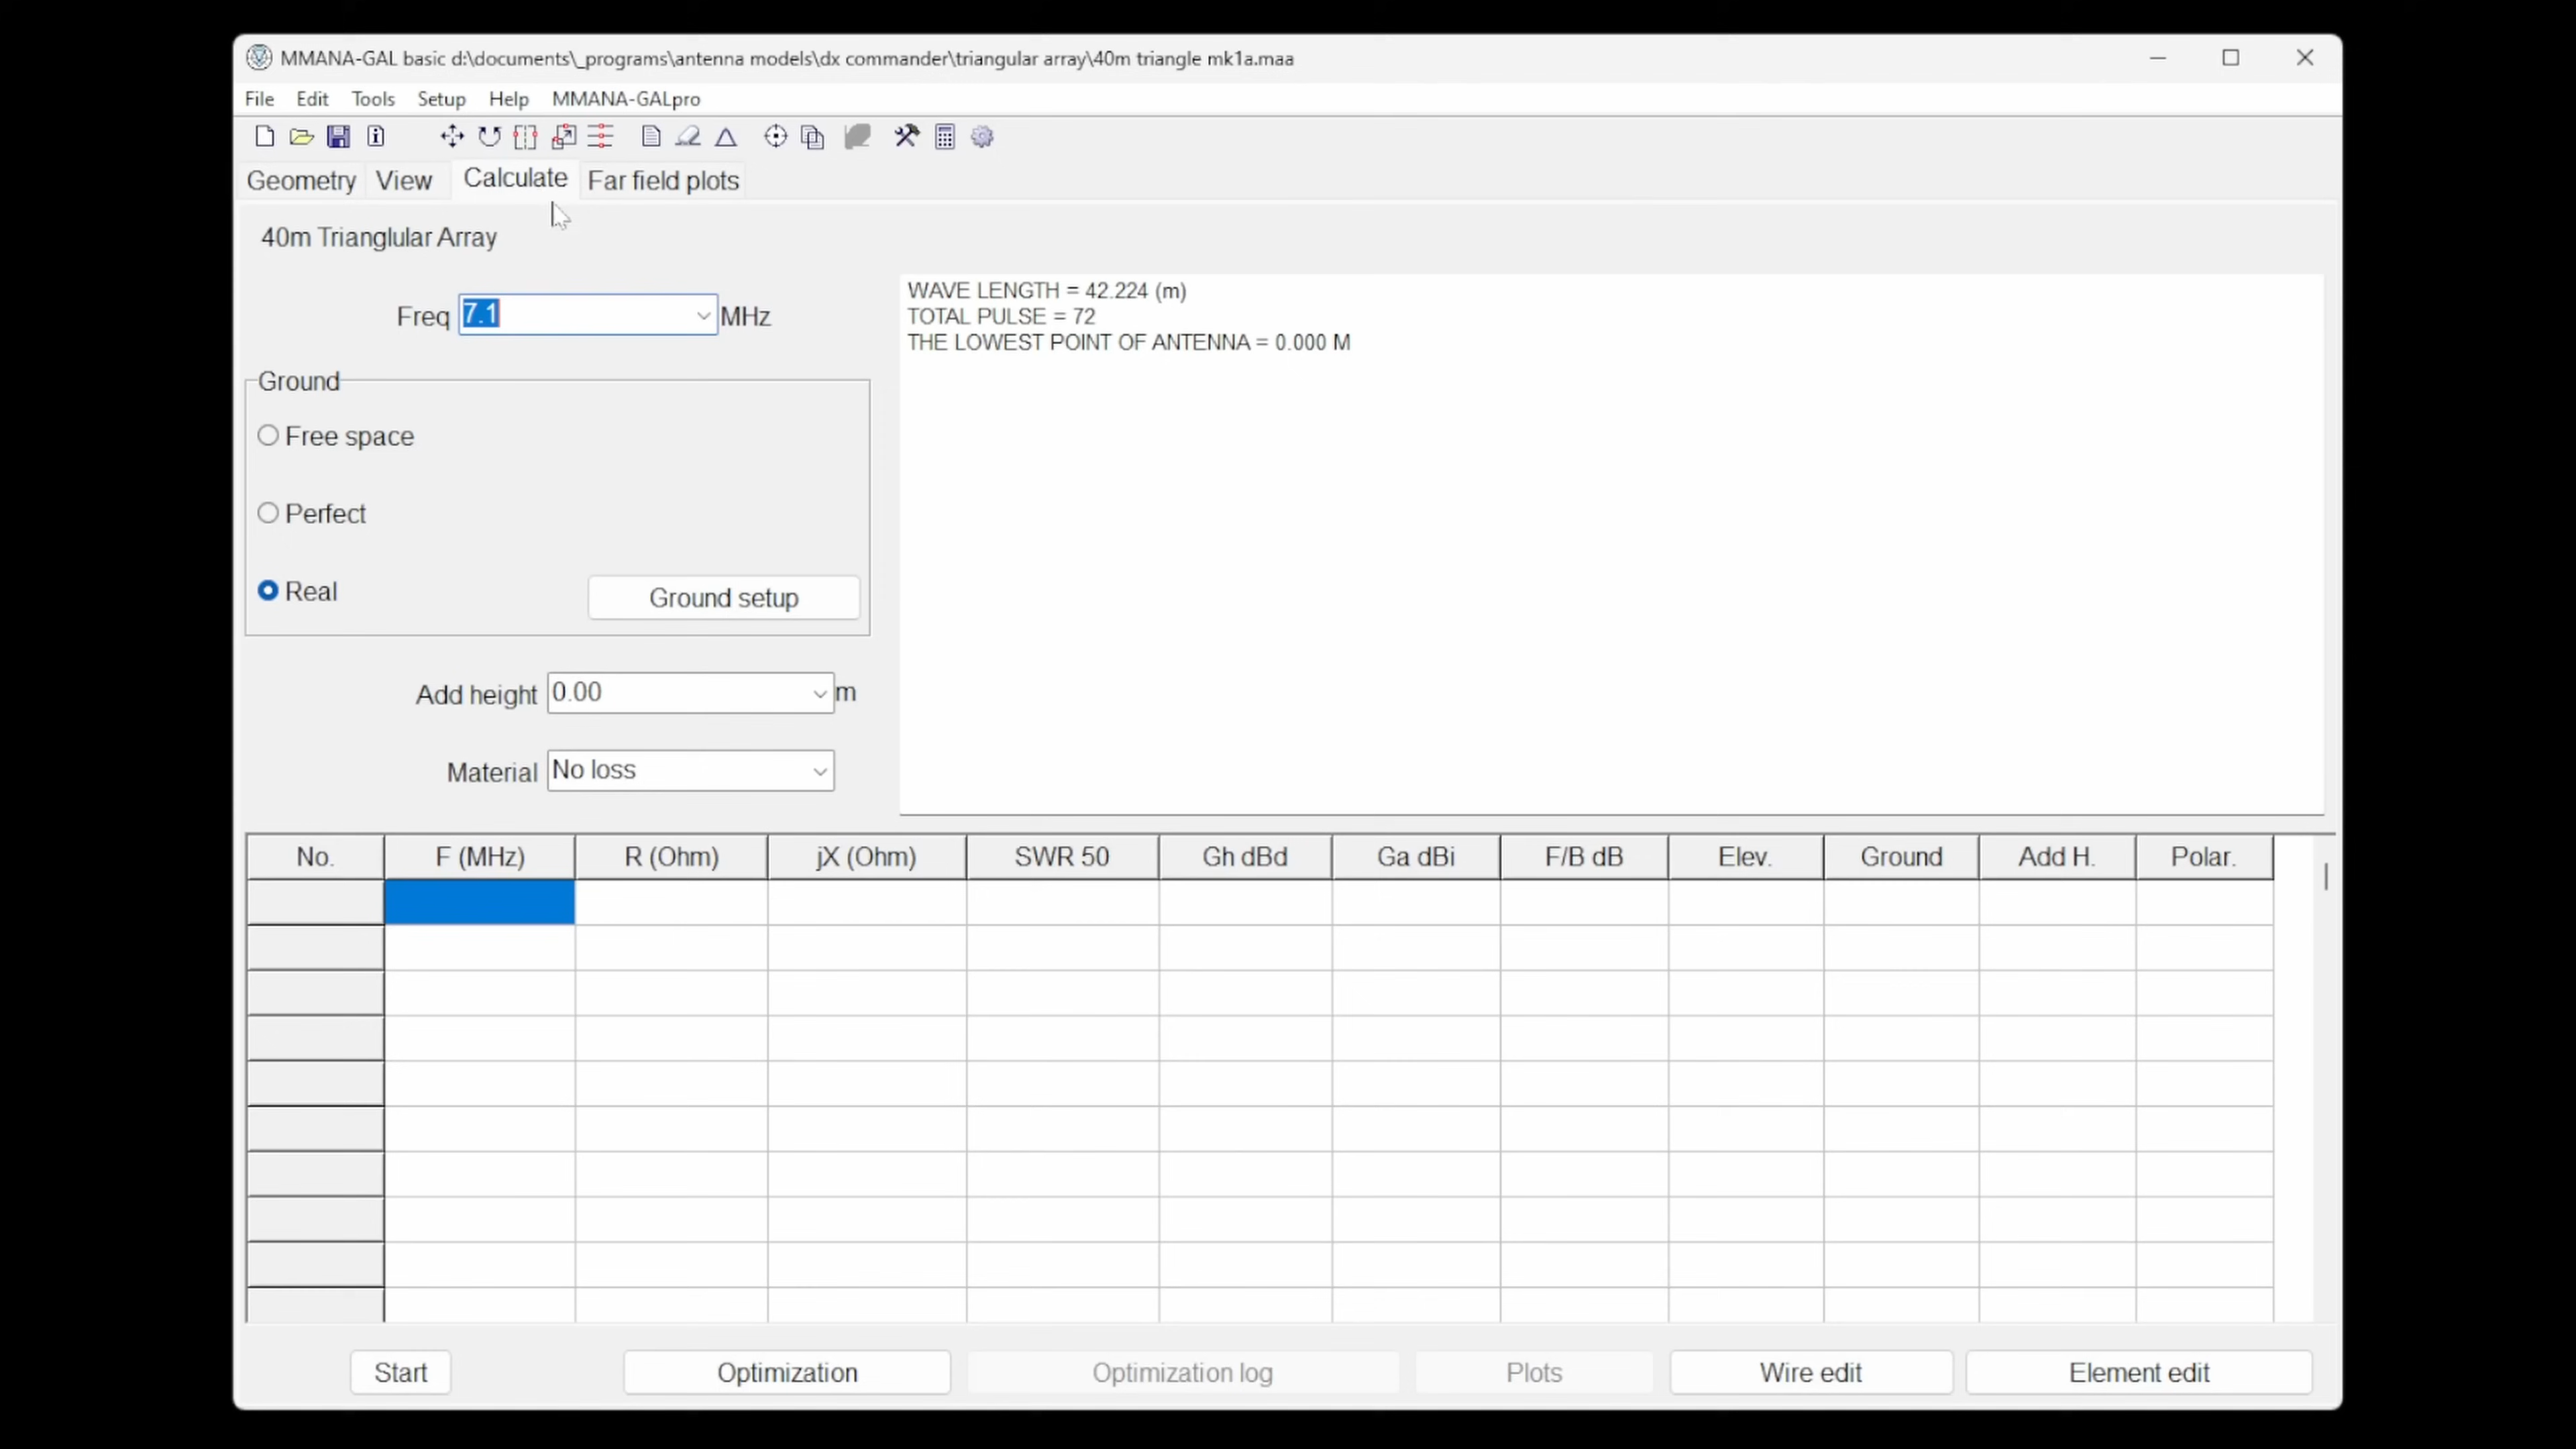 MMANA-GAL basic d:\documents\_programs\antenna models\dx commander\triangular array\40m triangle mk1a.maa
File Edit Tools Setup Help MMANA-GALpro
Geometry View Calculate Far field plots
40m Trianglular Array
Freq 7.1 MHz
Ground
Free space
Perfect
Real Ground setup
Add height 0.00 m
Material No loss
WAVE LENGTH = 42.224 (m)
TOTAL PULSE = 72
THE LOWEST POINT OF ANTENNA = 0.000 M
No. F (MHz) R (Ohm) jX (Ohm) SWR 50 Gh dBd Ga dBi F/B dB Elev. Ground Add H. Polar.
Start Optimization Optimization log Plots Wire edit Element edit